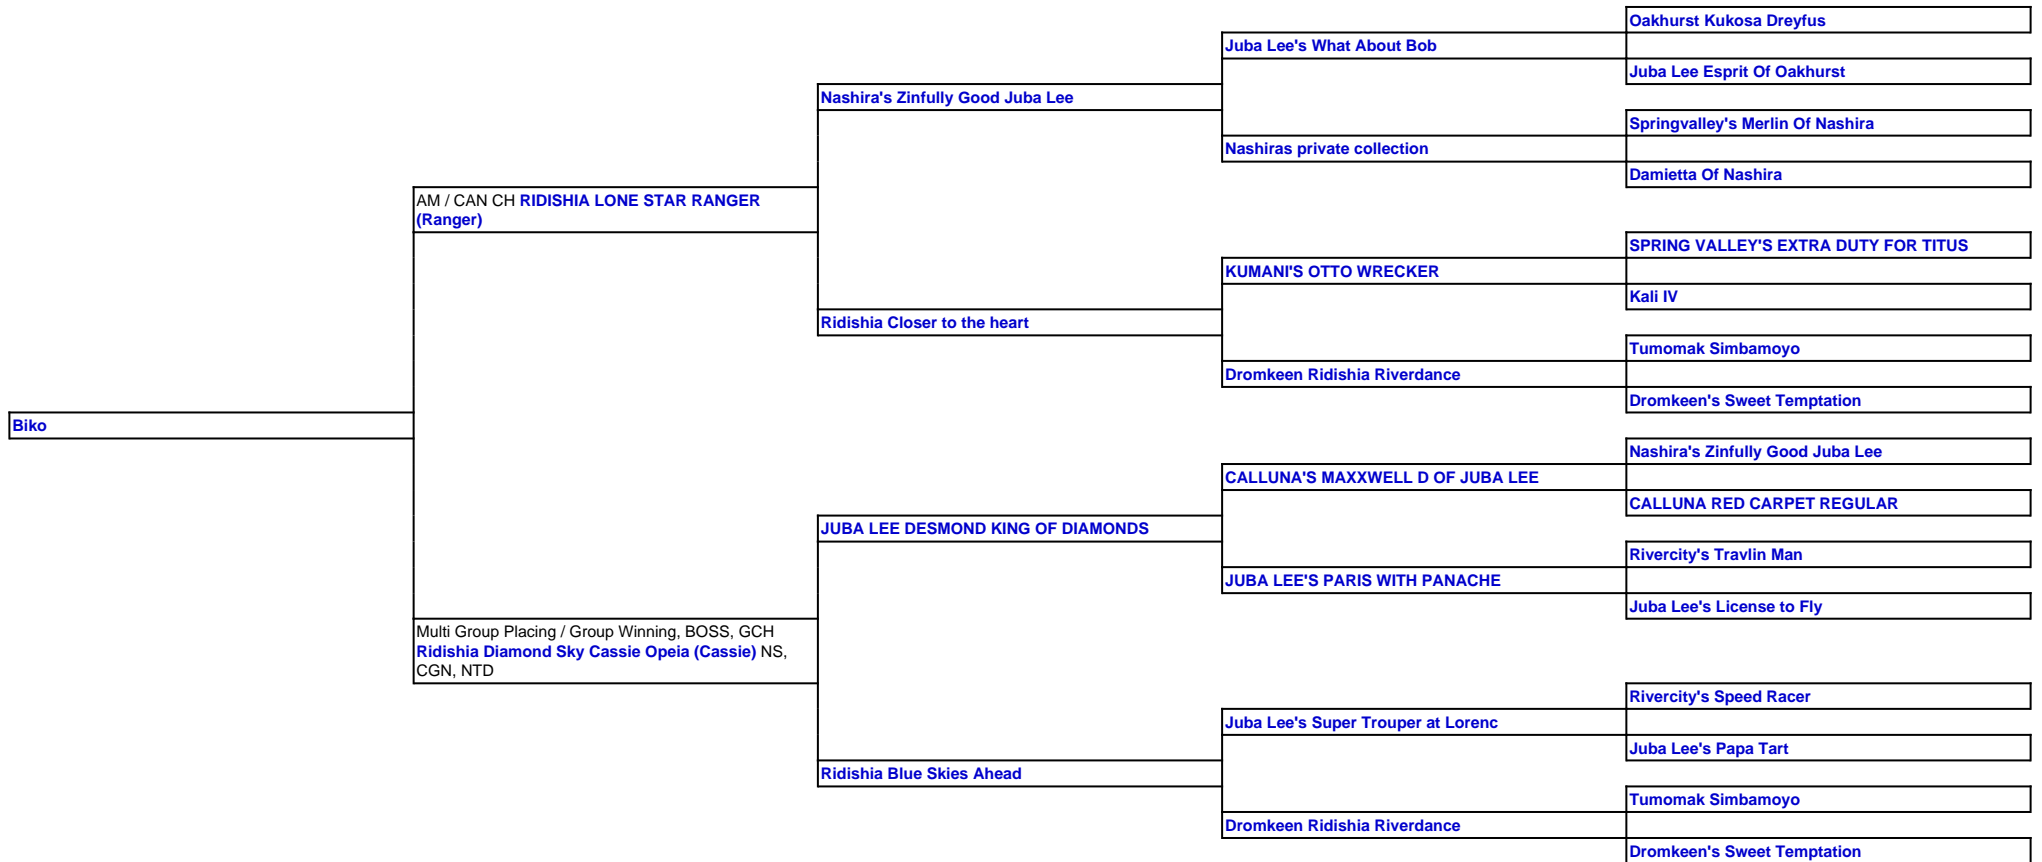 Oakhurst Kukosa Dreyfus
Juba Lee's What About Bob
Juba Lee Esprit Of Oakhurst
Nashira's Zinfully Good Juba Lee
Springvalley's Merlin Of Nashira
Nashiras private collection
Damietta Of Nashira
AM / CAN CH RIDISHIA LONE STAR RANGER
(Ranger)
SPRING VALLEY'S EXTRA DUTY FOR TITUS
KUMANI'S OTTO WRECKER
Kali IV
Ridishia Closer to the heart
Tumomak Simbamoyo
Dromkeen Ridishia Riverdance
Dromkeen's Sweet Temptation
Biko
Nashira's Zinfully Good Juba Lee
CALLUNA'S MAXXWELL D OF JUBA LEE
CALLUNA RED CARPET REGULAR
JUBA LEE DESMOND KING OF DIAMONDS
Rivercity's Travlin Man
JUBA LEE'S PARIS WITH PANACHE
Juba Lee's License to Fly
Multi Group Placing / Group Winning, BOSS, GCH
Ridishia Diamond Sky Cassie Opeia (Cassie) NS,
CGN, NTD
Rivercity's Speed Racer
Juba Lee's Super Trouper at Lorenc
Juba Lee's Papa Tart
Ridishia Blue Skies Ahead
Tumomak Simbamoyo
Dromkeen Ridishia Riverdance
Dromkeen's Sweet Temptation